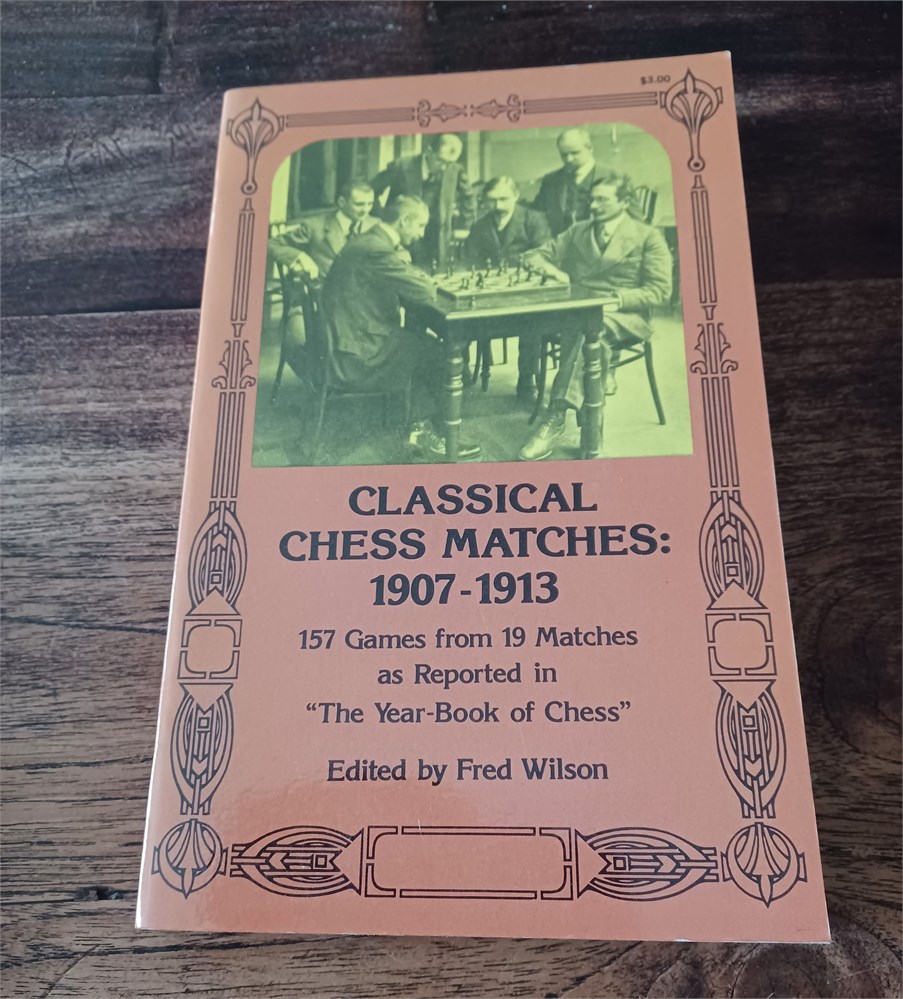 $3.00
CLASSICAL
CHESS MATCHES:
1907-1913
157 Games from 19 Matches
as Reported in
“The Year-Book of Chess”
Edited by Fred Wilson